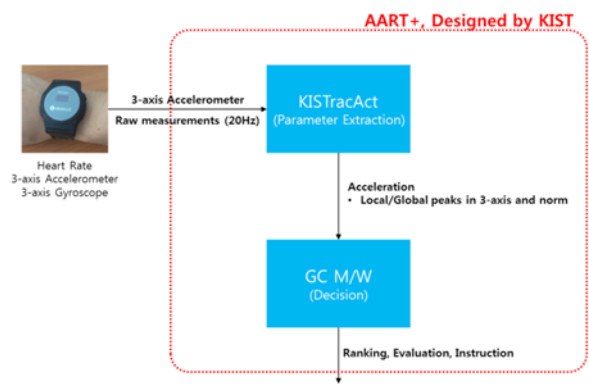 AART+, Designed by KIST
3-axis Accelerometer
Raw measurements (20Hz)
KISTracAct
(Parameter Extraction)
Heart Rate
3-axis Accelerometer
3-axis Gyroscope
Acceleration
• Local/Global peaks in 3-axis and norm
GC M/W
(Decision)
Ranking, Evaluation, Instruction